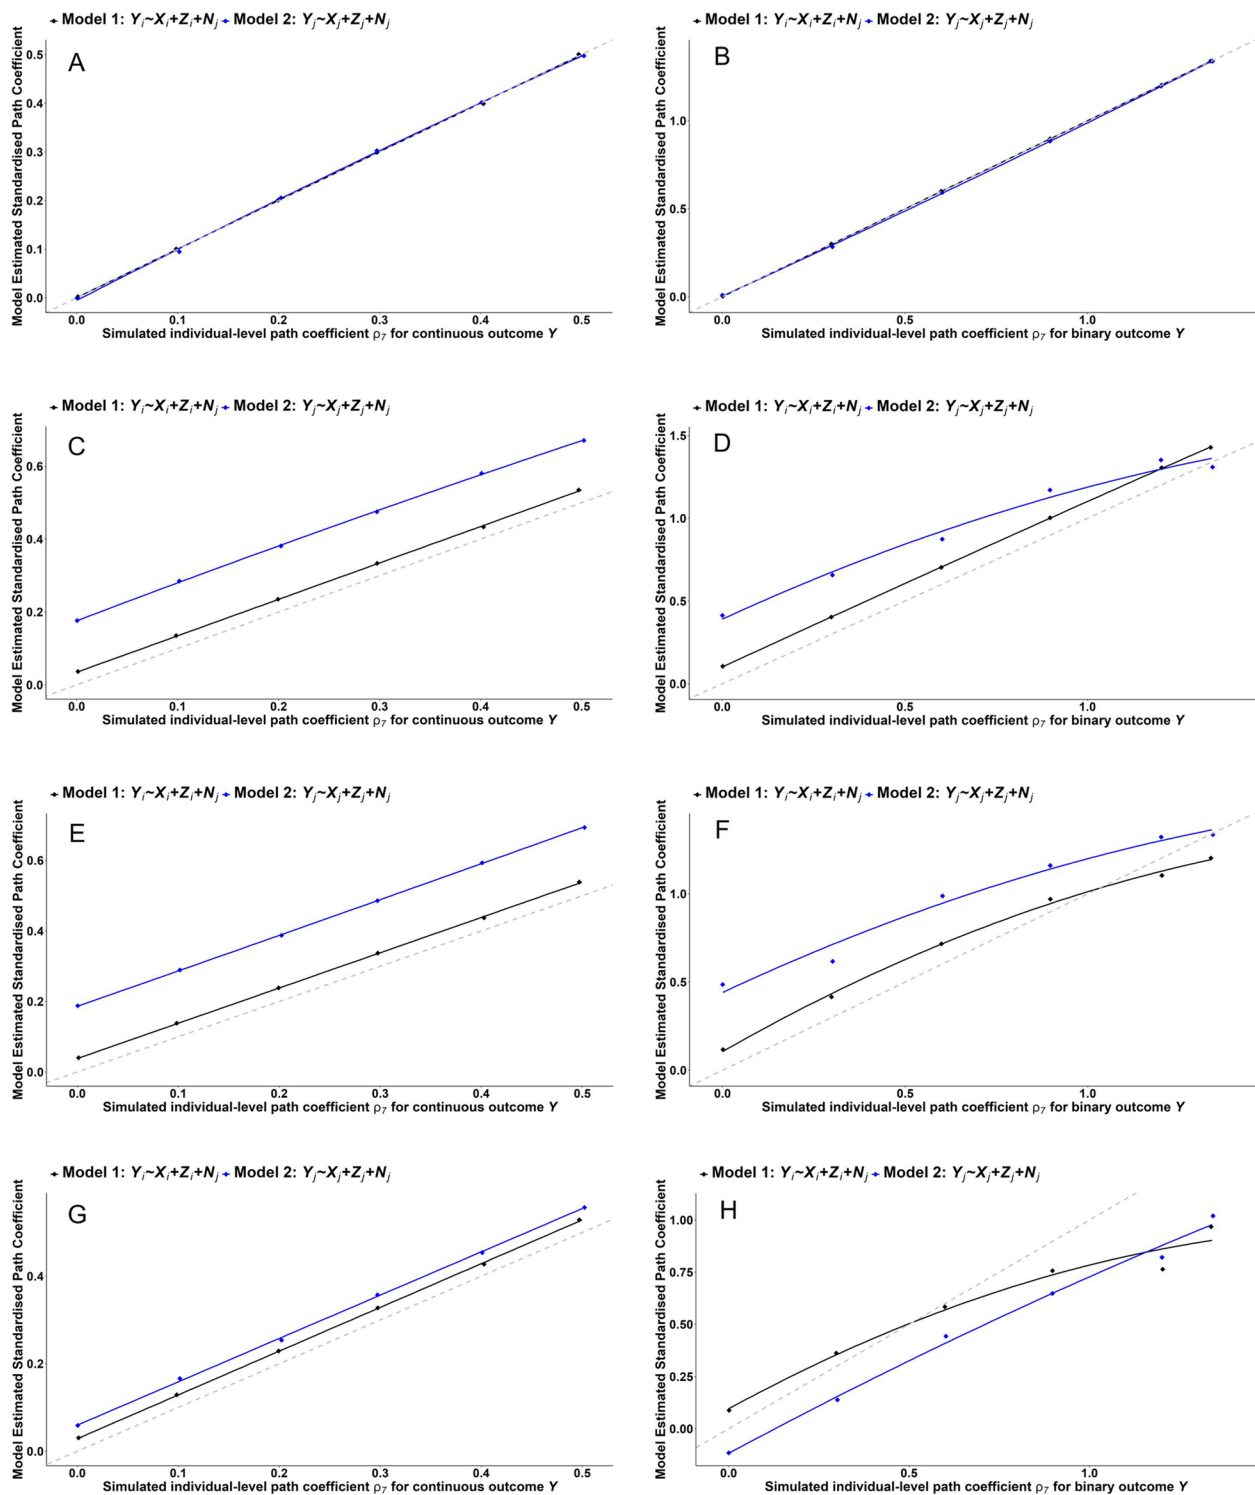 Model 1: Yᵢ~Xᵢ+Zᵢ+Nⱼ Model 2: Yⱼ~Xⱼ+Zⱼ+Nⱼ
A
Model Estimated Standardised Path Coefficient
0.5
0.4
0.3
0.2
0.1
0.0
0.0 0.1 0.2 0.3 0.4 0.5
Simulated individual-level path coefficient ρ₇ for continuous outcome Y
Model 1: Yᵢ~Xᵢ+Zᵢ+Nⱼ Model 2: Yⱼ~Xⱼ+Zⱼ+Nⱼ
B
Model Estimated Standardised Path Coefficient
1.0
0.5
0.0
0.0 0.5 1.0
Simulated individual-level path coefficient ρ₇ for binary outcome Y
Model 1: Yᵢ~Xᵢ+Zᵢ+Nⱼ Model 2: Yⱼ~Xⱼ+Zⱼ+Nⱼ
C
Model Estimated Standardised Path Coefficient
0.6
0.4
0.2
0.0
0.0 0.1 0.2 0.3 0.4 0.5
Simulated individual-level path coefficient ρ₇ for continuous outcome Y
Model 1: Yᵢ~Xᵢ+Zᵢ+Nⱼ Model 2: Yⱼ~Xⱼ+Zⱼ+Nⱼ
D
Model Estimated Standardised Path Coefficient
1.5
1.0
0.5
0.0
0.0 0.5 1.0
Simulated individual-level path coefficient ρ₇ for binary outcome Y
Model 1: Yᵢ~Xᵢ+Zᵢ+Nⱼ Model 2: Yⱼ~Xⱼ+Zⱼ+Nⱼ
E
Model Estimated Standardised Path Coefficient
0.6
0.4
0.2
0.0
0.0 0.1 0.2 0.3 0.4 0.5
Simulated individual-level path coefficient ρ₇ for continuous outcome Y
Model 1: Yᵢ~Xᵢ+Zᵢ+Nⱼ Model 2: Yⱼ~Xⱼ+Zⱼ+Nⱼ
F
Model Estimated Standardised Path Coefficient
1.0
0.5
0.0
0.0 0.5 1.0
Simulated individual-level path coefficient ρ₇ for binary outcome Y
Model 1: Yᵢ~Xᵢ+Zᵢ+Nⱼ Model 2: Yⱼ~Xⱼ+Zⱼ+Nⱼ
G
Model Estimated Standardised Path Coefficient
0.4
0.2
0.0
0.0 0.1 0.2 0.3 0.4 0.5
Simulated individual-level path coefficient ρ₇ for continuous outcome Y
Model 1: Yᵢ~Xᵢ+Zᵢ+Nⱼ Model 2: Yⱼ~Xⱼ+Zⱼ+Nⱼ
H
Model Estimated Standardised Path Coefficient
1.00
0.75
0.50
0.25
0.00
0.0 0.5 1.0
Simulated individual-level path coefficient ρ₇ for binary outcome Y